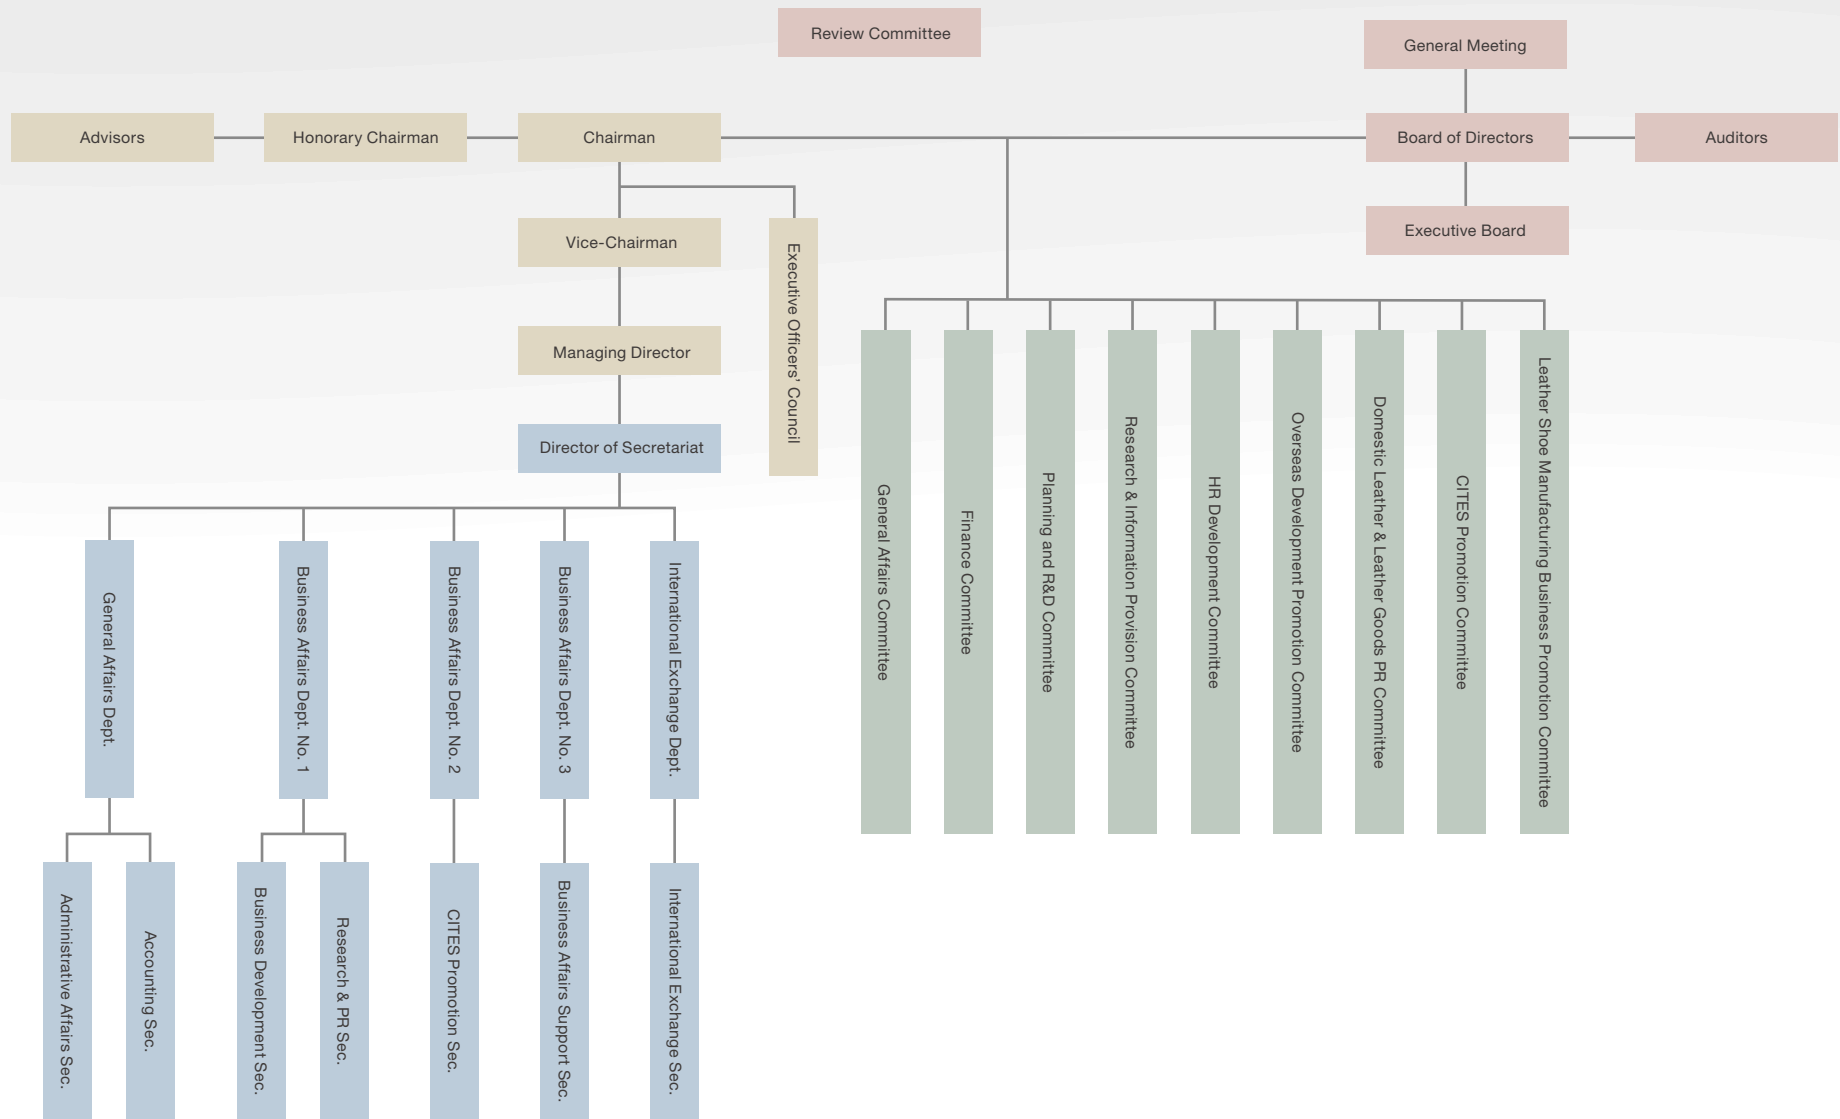 Review Committee
General Meeting
Advisors
Honorary Chairman
Chairman
Board of Directors
Auditors
Vice-Chairman
Executive Officers' Council
Executive Board
Managing Director
Director of Secretariat
General Affairs Committee
Finance Committee
Planning and R&D Committee
Research & Information Provision Committee
HR Development Committee
Overseas Development Promotion Committee
Domestic Leather & Leather Goods PR Committee
CITES Promotion Committee
Leather Shoe Manufacturing Business Promotion Committee
General Affairs Dept.
Business Affairs Dept. No. 1
Business Affairs Dept. No. 2
Business Affairs Dept. No. 3
International Exchange Dept.
Administrative Affairs Sec.
Accounting Sec.
Business Development Sec.
Research & PR Sec.
CITES Promotion Sec.
Business Affairs Support Sec.
International Exchange Sec.